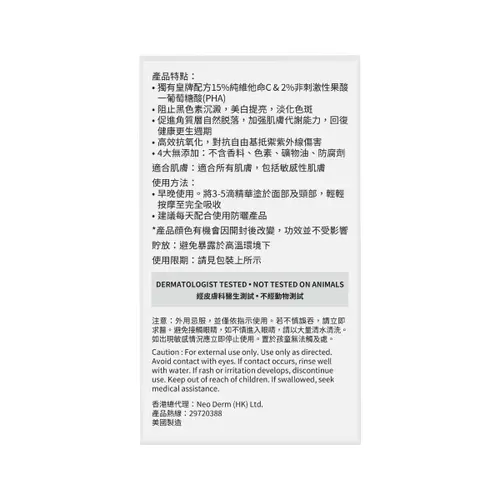 產品特點：
• 獨有皇牌配方15%純維他命C & 2%非刺激性果酸
一葡萄糖酸(PHA)
• 阻止黑色素沉澱，美白提亮，淡化色斑
• 促進角質層自然脫落，加強肌膚代謝能力，回復
健康更生週期
• 高效抗氧化，對抗自由基抵禦紫外線傷害
• 4大無添加：不含香料、色素、礦物油、防腐劑
適合肌膚：適合所有肌膚，包括敏感性肌膚
使用方法：
• 早晚使用。將3-5滴精華塗於面部及頸部，輕輕
按摩至完全吸收
• 建議每天配合使用防曬產品
*產品顏色有機會因開封後改變，功效並不受影響
貯放：避免暴露於高溫環境下
使用限期：請見包裝上所示
DERMATOLOGIST TESTED • NOT TESTED ON ANIMALS
經皮膚科醫生測試 • 不經動物測試
注意：外用忌服，並僅依指示使用。若不慎誤吞，請立即
求醫。避免接觸眼睛，如不慎進入眼睛，請以大量清水清洗。
如出現敏感情況應立即停止使用。置於孩童無法觸及處。
Caution : For external use only. Use only as directed.
Avoid contact with eyes. If contact occurs, rinse well
with water. If rash or irritation develops, discontinue
use. Keep out of reach of children. If swallowed, seek
medical assistance.
香港總代理：Neo Derm (HK) Ltd.
產品熱線：29720388
美國製造